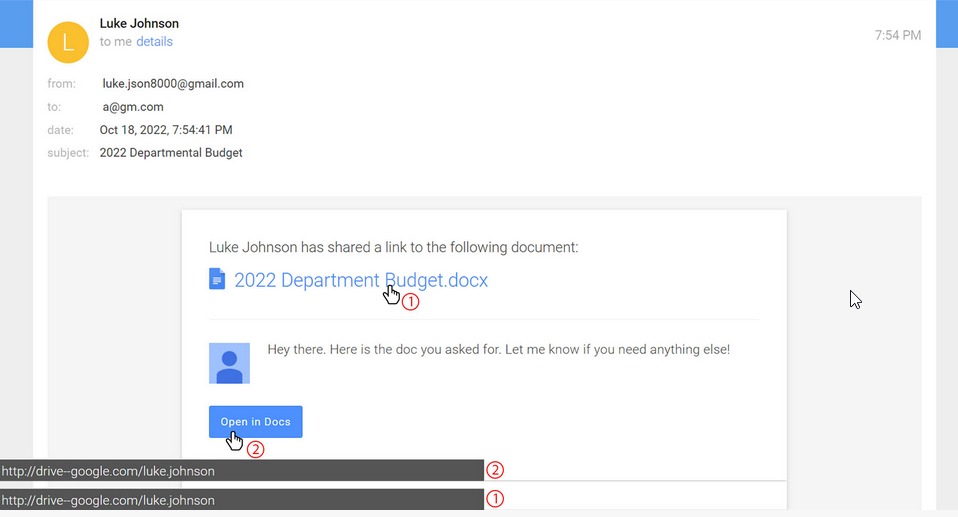 L
Luke Johnson
to me details
7:54 PM
from: luke.json8000@gmail.com
to: a@gm.com
date: Oct 18, 2022, 7:54:41 PM
subject: 2022 Departmental Budget
Luke Johnson has shared a link to the following document:
2022 Department Budget.docx
①
Hey there. Here is the doc you asked for. Let me know if you need anything else!
Open in Docs
②
http://drive--google.com/luke.johnson ②
http://drive--google.com/luke.johnson ①